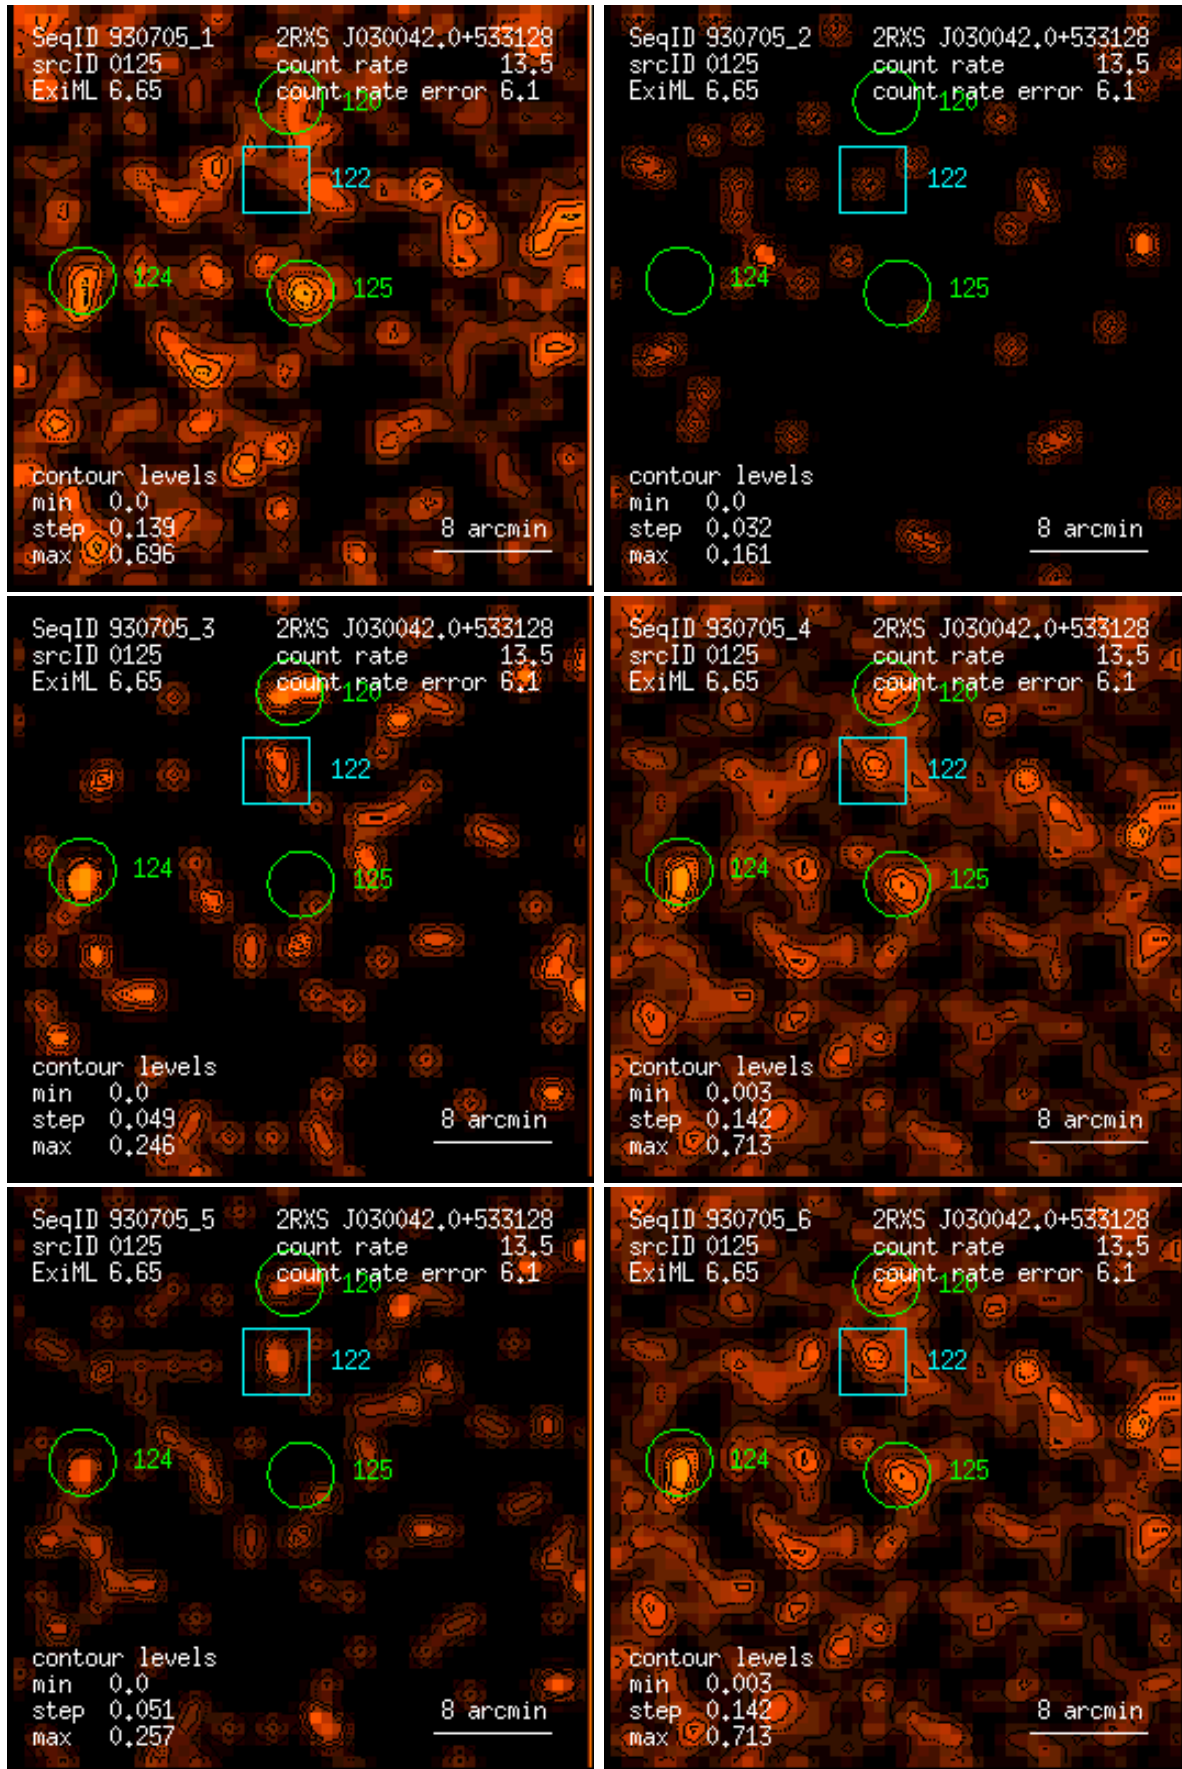 SeqID 930705_1 2RXS J030042.0+533128
srcID 0125 count rate 13.5
ExiML 6.65 count rate error 6.1
120
122
124
125
contour levels
min 0.0
step 0.139
max 0.696
8 arcmin
SeqID 930705_2 2RXS J030042.0+533128
srcID 0125 count rate 13.5
ExiML 6.65 count rate error 6.1
120
122
124
125
contour levels
min 0.0
step 0.032
max 0.161
8 arcmin
SeqID 930705_3 2RXS J030042.0+533128
srcID 0125 count rate 13.5
ExiML 6.65 count rate error 6.1
120
122
124
125
contour levels
min 0.0
step 0.049
max 0.246
8 arcmin
SeqID 930705_4 2RXS J030042.0+533128
srcID 0125 count rate 13.5
ExiML 6.65 count rate error 6.1
120
122
124
125
contour levels
min 0.003
step 0.142
max 0.713
8 arcmin
SeqID 930705_5 2RXS J030042.0+533128
srcID 0125 count rate 13.5
ExiML 6.65 count rate error 6.1
120
122
124
125
contour levels
min 0.0
step 0.051
max 0.257
8 arcmin
SeqID 930705_6 2RXS J030042.0+533128
srcID 0125 count rate 13.5
ExiML 6.65 count rate error 6.1
120
122
124
125
contour levels
min 0.003
step 0.142
max 0.713
8 arcmin